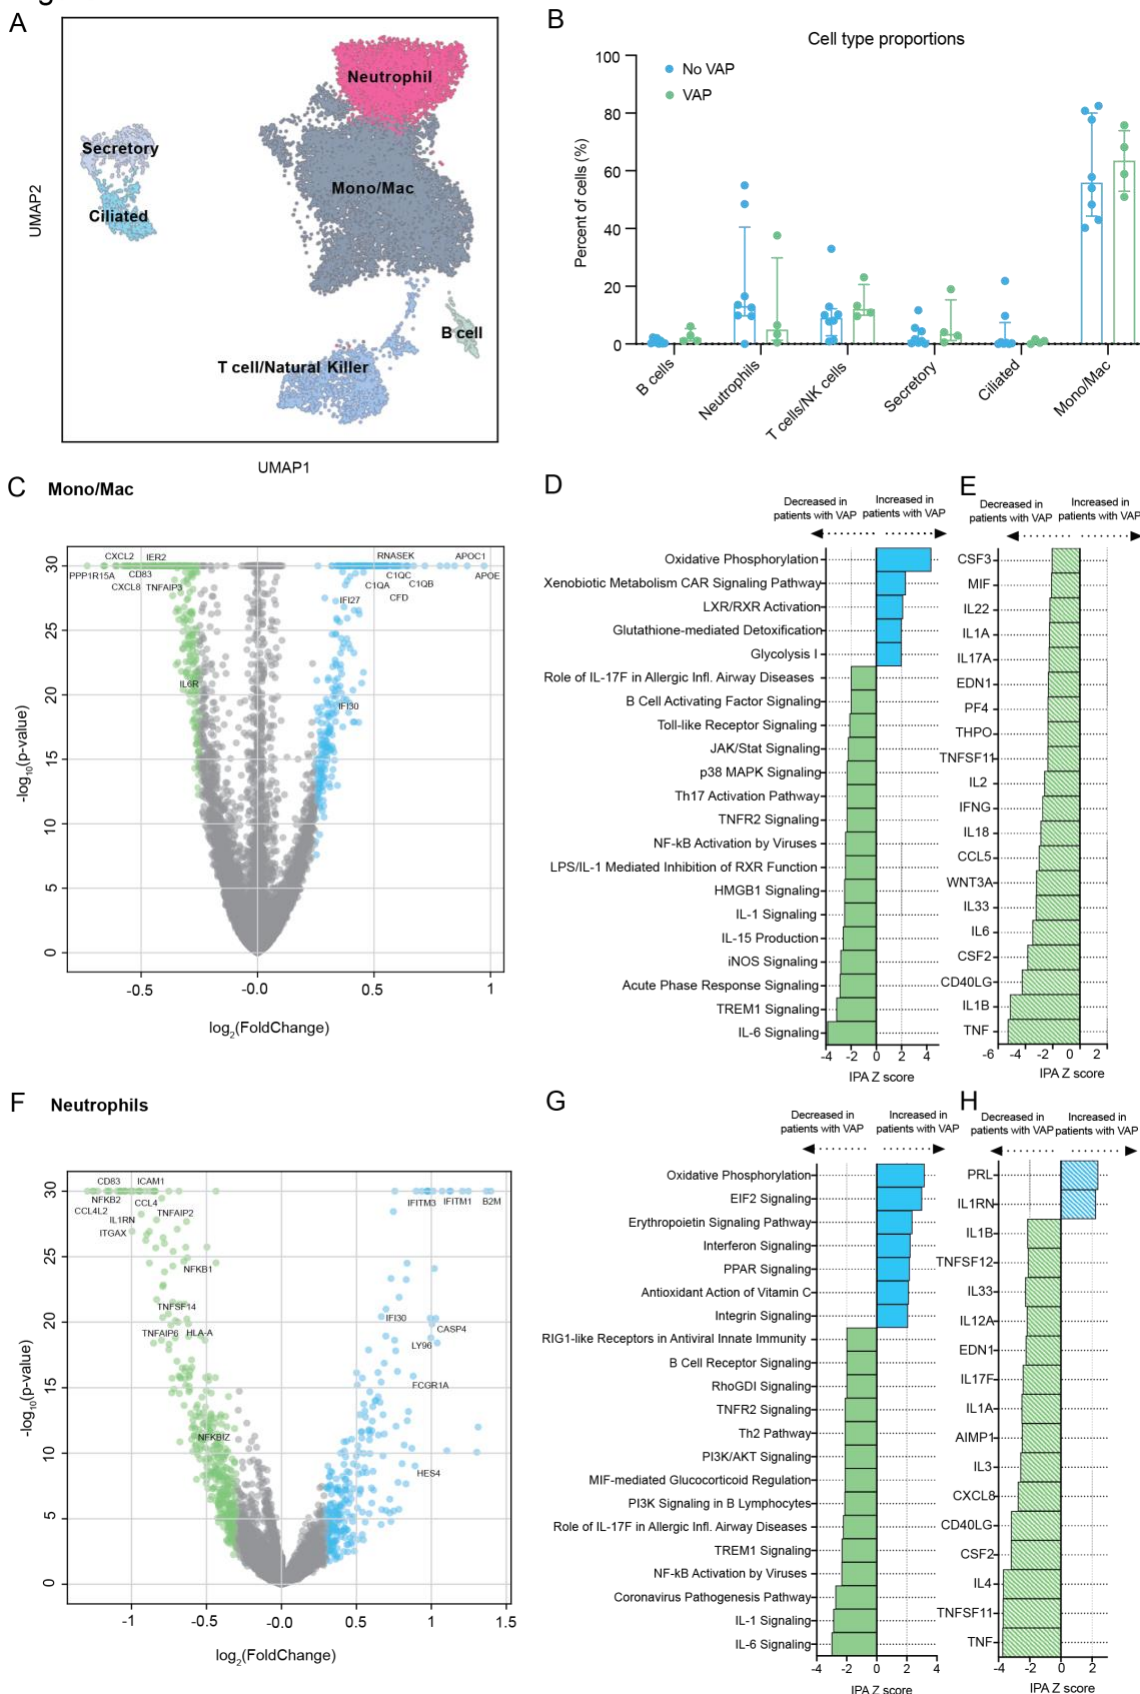 A
Neutrophil
Secretory
Mono/Mac
Ciliated
B cell
T cell/Natural Killer
UMAP2
UMAP1
B
Cell type proportions
No VAP
VAP
Percent of cells (%)
100
80
60
40
20
0
B cells
Neutrophils
T cells/NK cells
Secretory
Ciliated
Mono/Mac
C
Mono/Mac
CXCL2
IER2
RNASEK
APOC1
PPP1R15A
CD83
C1QC
APOE
CXCL8
TNFAIP3
C1QA
C1QB
IFI27
CFD
IL6R
IFI30
30
25
20
15
10
5
0
-log10(p-value)
-0.5
-0.0
0.5
1
log2(FoldChange)
D
Decreased in
patients with VAP
Increased in
patients with VAP
Oxidative Phosphorylation
Xenobiotic Metabolism CAR Signaling Pathway
LXR/RXR Activation
Glutathione-mediated Detoxification
Glycolysis I
Role of IL-17F in Allergic Infl. Airway Diseases
B Cell Activating Factor Signaling
Toll-like Receptor Signaling
JAK/Stat Signaling
p38 MAPK Signaling
Th17 Activation Pathway
TNFR2 Signaling
NF-kB Activation by Viruses
LPS/IL-1 Mediated Inhibition of RXR Function
HMGB1 Signaling
IL-1 Signaling
IL-15 Production
iNOS Signaling
Acute Phase Response Signaling
TREM1 Signaling
IL-6 Signaling
-4
-2
0
2
4
IPA Z score
E
Decreased in
patients with VAP
Increased in
patients with VAP
CSF3
MIF
IL22
IL1A
IL17A
EDN1
PF4
THPO
TNFSF11
IL2
IFNG
IL18
CCL5
WNT3A
IL33
IL6
CSF2
CD40LG
IL1B
TNF
-6
-4
-2
0
2
IPA Z score
F
Neutrophils
CD83
ICAM1
NFKB2
CCL4
IFITM3
IFITM1
B2M
CCL4L2
TNFAIP2
IL1RN
ITGAX
NFKB1
TNFSF14
IFI30
TNFAIP6
HLA-A
CASP4
LY96
FCGR1A
NFKBIZ
HES4
30
25
20
15
10
5
0
-log10(p-value)
-1
-0.5
-0.0
0.5
1
1.5
log2(FoldChange)
G
Decreased in
patients with VAP
Increased in
patients with VAP
Oxidative Phosphorylation
EIF2 Signaling
Erythropoietin Signaling Pathway
Interferon Signaling
PPAR Signaling
Antioxidant Action of Vitamin C
Integrin Signaling
RIG1-like Receptors in Antiviral Innate Immunity
B Cell Receptor Signaling
RhoGDI Signaling
TNFR2 Signaling
Th2 Pathway
PI3K/AKT Signaling
MIF-mediated Glucocorticoid Regulation
PI3K Signaling in B Lymphocytes
Role of IL-17F in Allergic Infl. Airway Diseases
TREM1 Signaling
NF-kB Activation by Viruses
Coronavirus Pathogenesis Pathway
IL-1 Signaling
IL-6 Signaling
-4
-2
0
2
4
IPA Z score
H
Decreased in
patients with VAP
Increased in
patients with VAP
PRL
IL1RN
IL1B
TNFSF12
IL33
IL12A
EDN1
IL17F
IL1A
AIMP1
IL3
CXCL8
CD40LG
CSF2
IL4
TNFSF11
TNF
-4
-2
0
2
IPA Z score